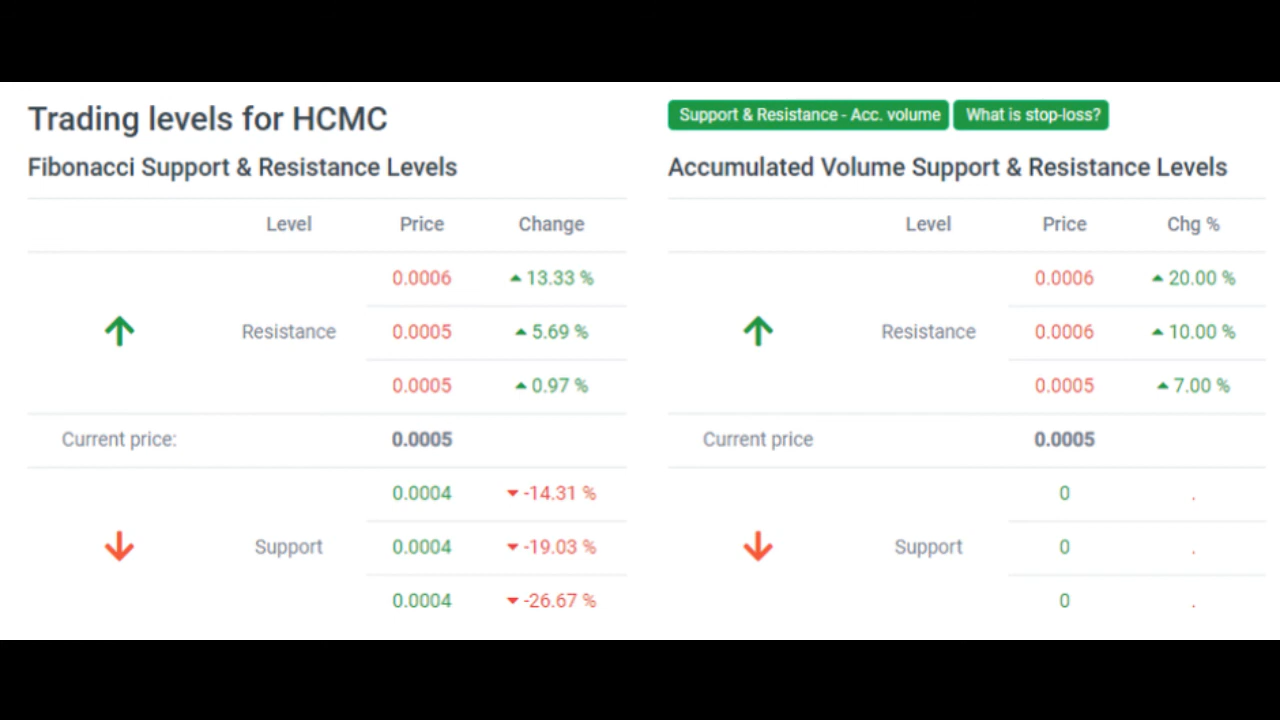 Trading levels for HCMC
Fibonacci Support & Resistance Levels
Level Price Change
0.0006 13.33 %
Resistance 0.0005 5.69 %
0.0005 0.97 %
Current price: 0.0005
0.0004 -14.31 %
Support 0.0004 -19.03 %
0.0004 -26.67 %
Support & Resistance - Acc. volume What is stop-loss?
Accumulated Volume Support & Resistance Levels
Level Price Chg %
0.0006 20.00 %
Resistance 0.0006 10.00 %
0.0005 7.00 %
Current price 0.0005
0 .
Support 0 .
0 .